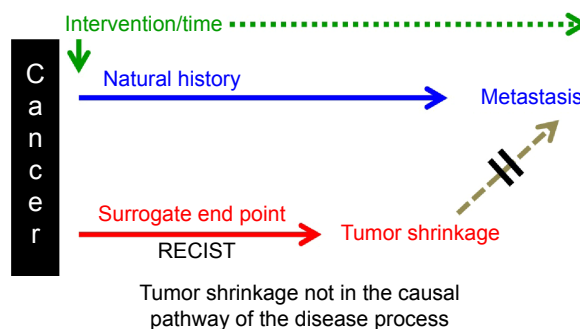 Intervention/time
Cancer
Natural history
Metastasis
Surrogate end point
RECIST
Tumor shrinkage
Tumor shrinkage not in the causal
pathway of the disease process